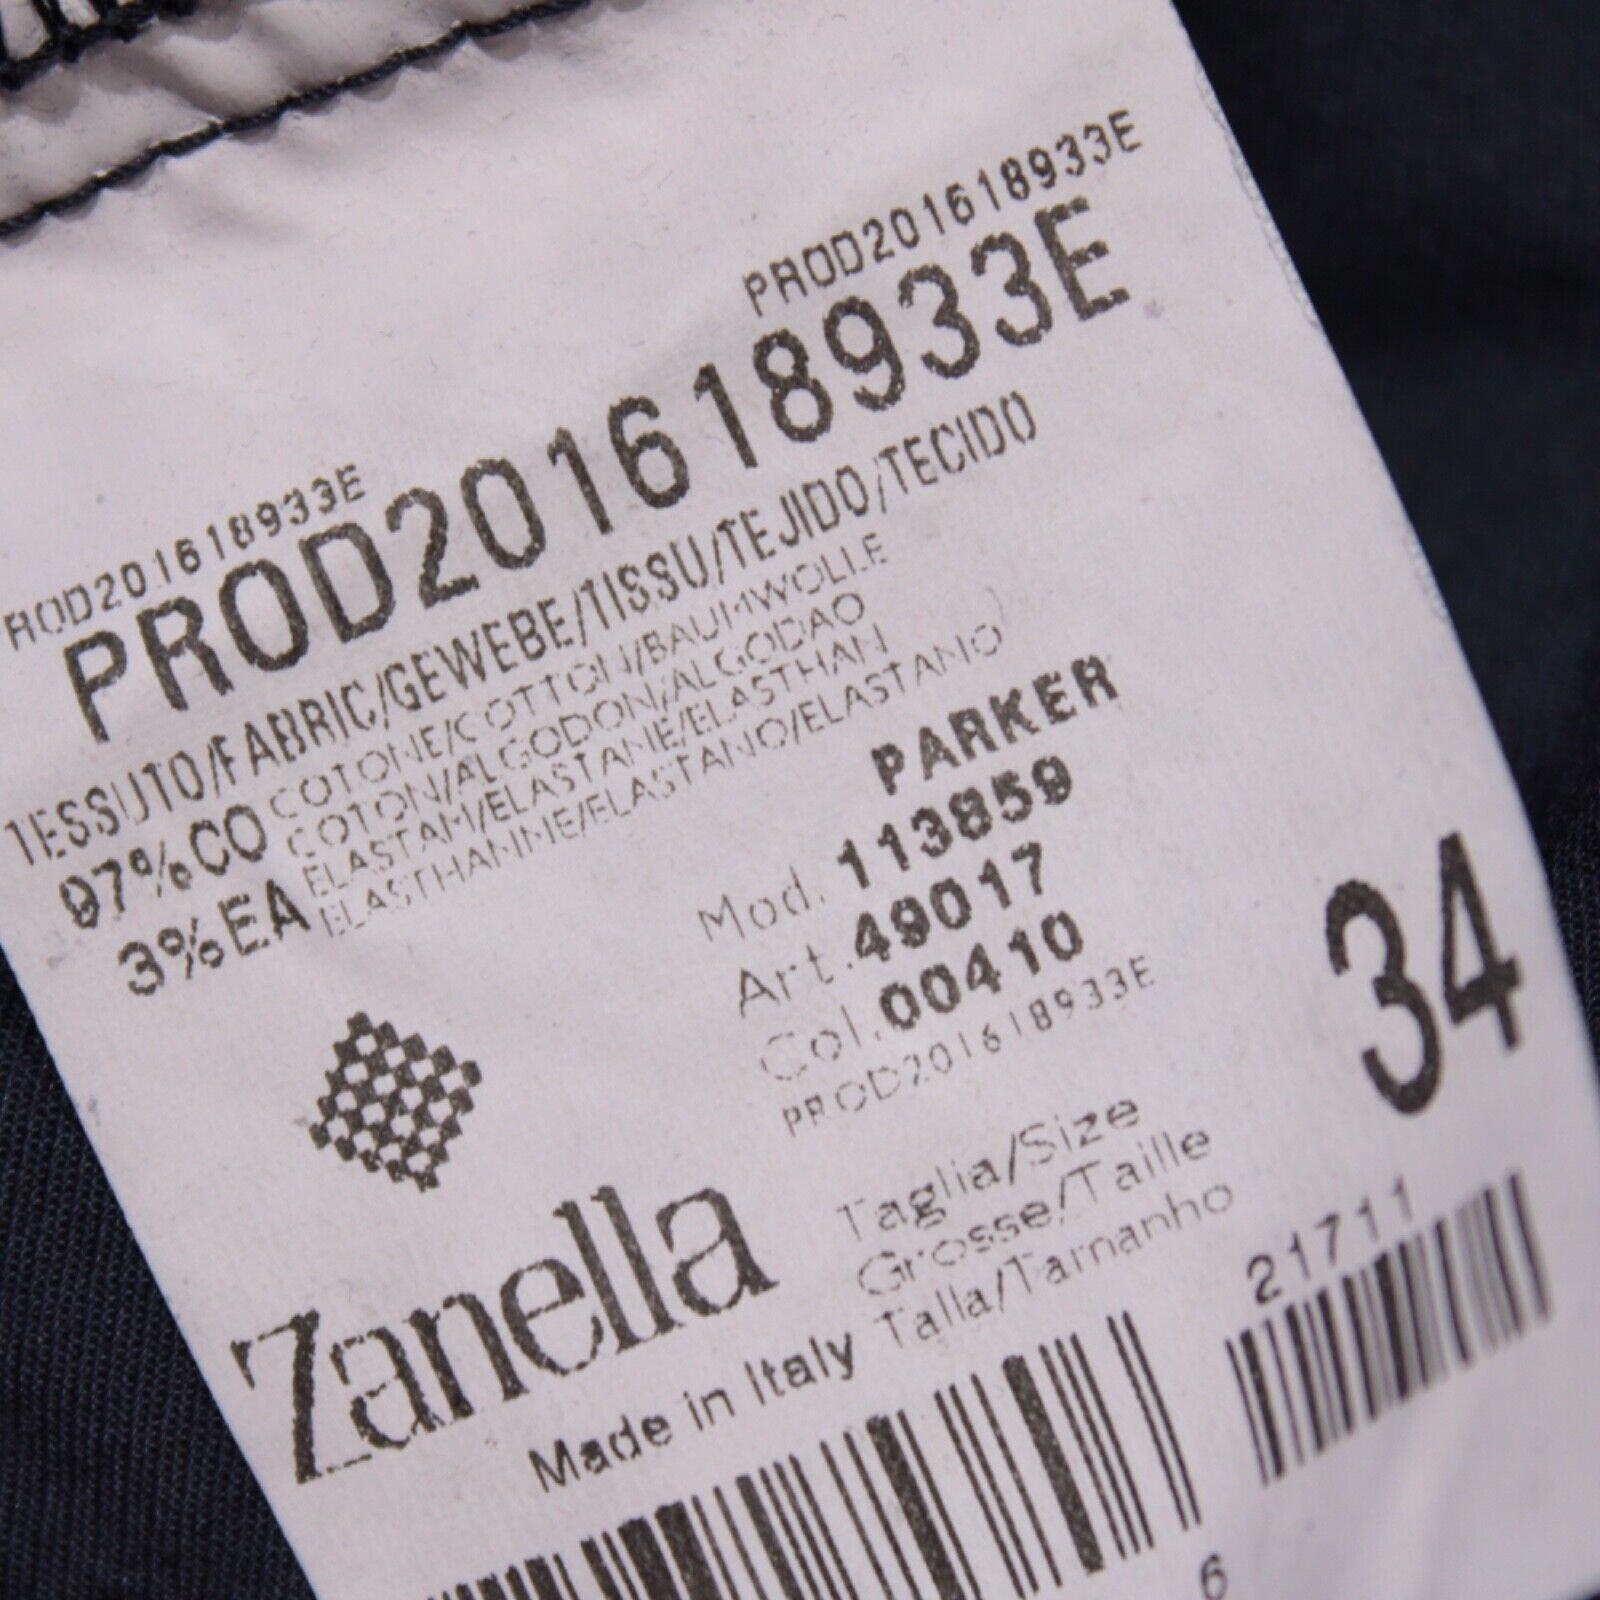 PROD201618933E
ROD201618933E
PROD201618933E
TESSUTO/FABRIC/GEWEBE/TISSU/TEJIDO/TECIDO
97%CO COTONE/COTTON/BAUMWOLLE
COTON/ALGODON/ALGODAO
3%EA ELASTAM/ELASTANE/ELASTHAN
ELASTHANNE/ELASTANO/ELASTANO
PARKER
Mod. 113859
Art. 49017
Col. 00410
PROD201618933E
34
Taglia/Size
Grosse/Taille
Talla/Tamanho
Zanella
Made in Italy
21711
6